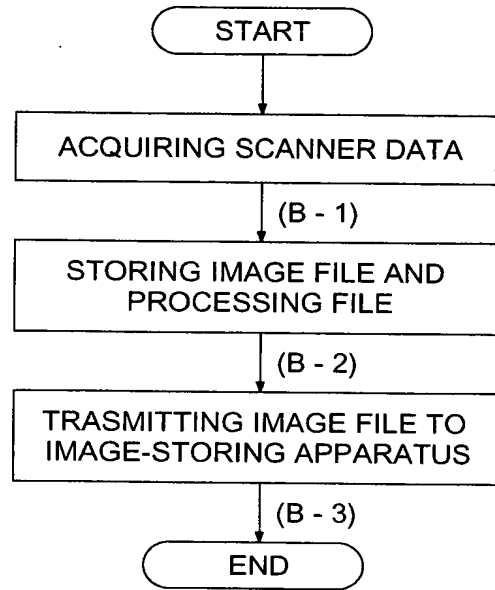 START
ACQUIRING SCANNER DATA
(B - 1)
STORING IMAGE FILE AND
PROCESSING FILE
(B - 2)
TRASMITTING IMAGE FILE TO
IMAGE-STORING APPARATUS
(B - 3)
END